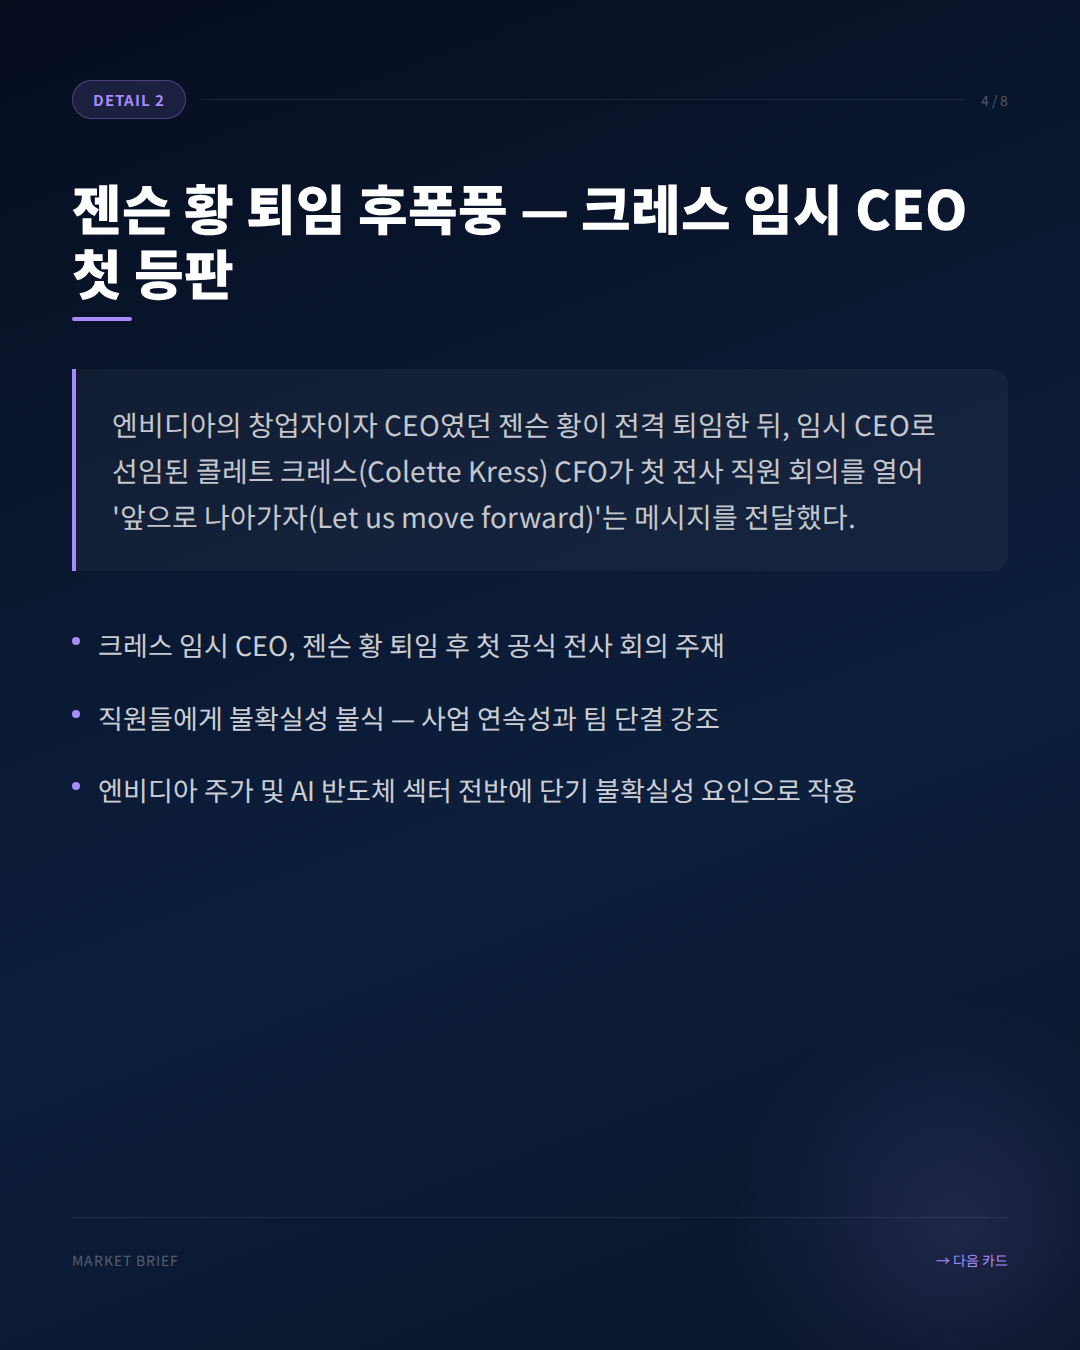 DETAIL 2
4 / 8
젠슨 황 퇴임 후폭풍 — 크레스 임시 CEO
첫 등판
엔비디아의 창업자이자 CEO였던 젠슨 황이 전격 퇴임한 뒤, 임시 CEO로
선임된 콜레트 크레스(Colette Kress) CFO가 첫 전사 직원 회의를 열어
'앞으로 나아가자(Let us move forward)'는 메시지를 전달했다.
• 크레스 임시 CEO, 젠슨 황 퇴임 후 첫 공식 전사 회의 주재
• 직원들에게 불확실성 불식 — 사업 연속성과 팀 단결 강조
• 엔비디아 주가 및 AI 반도체 섹터 전반에 단기 불확실성 요인으로 작용
MARKET BRIEF
→ 다음 카드